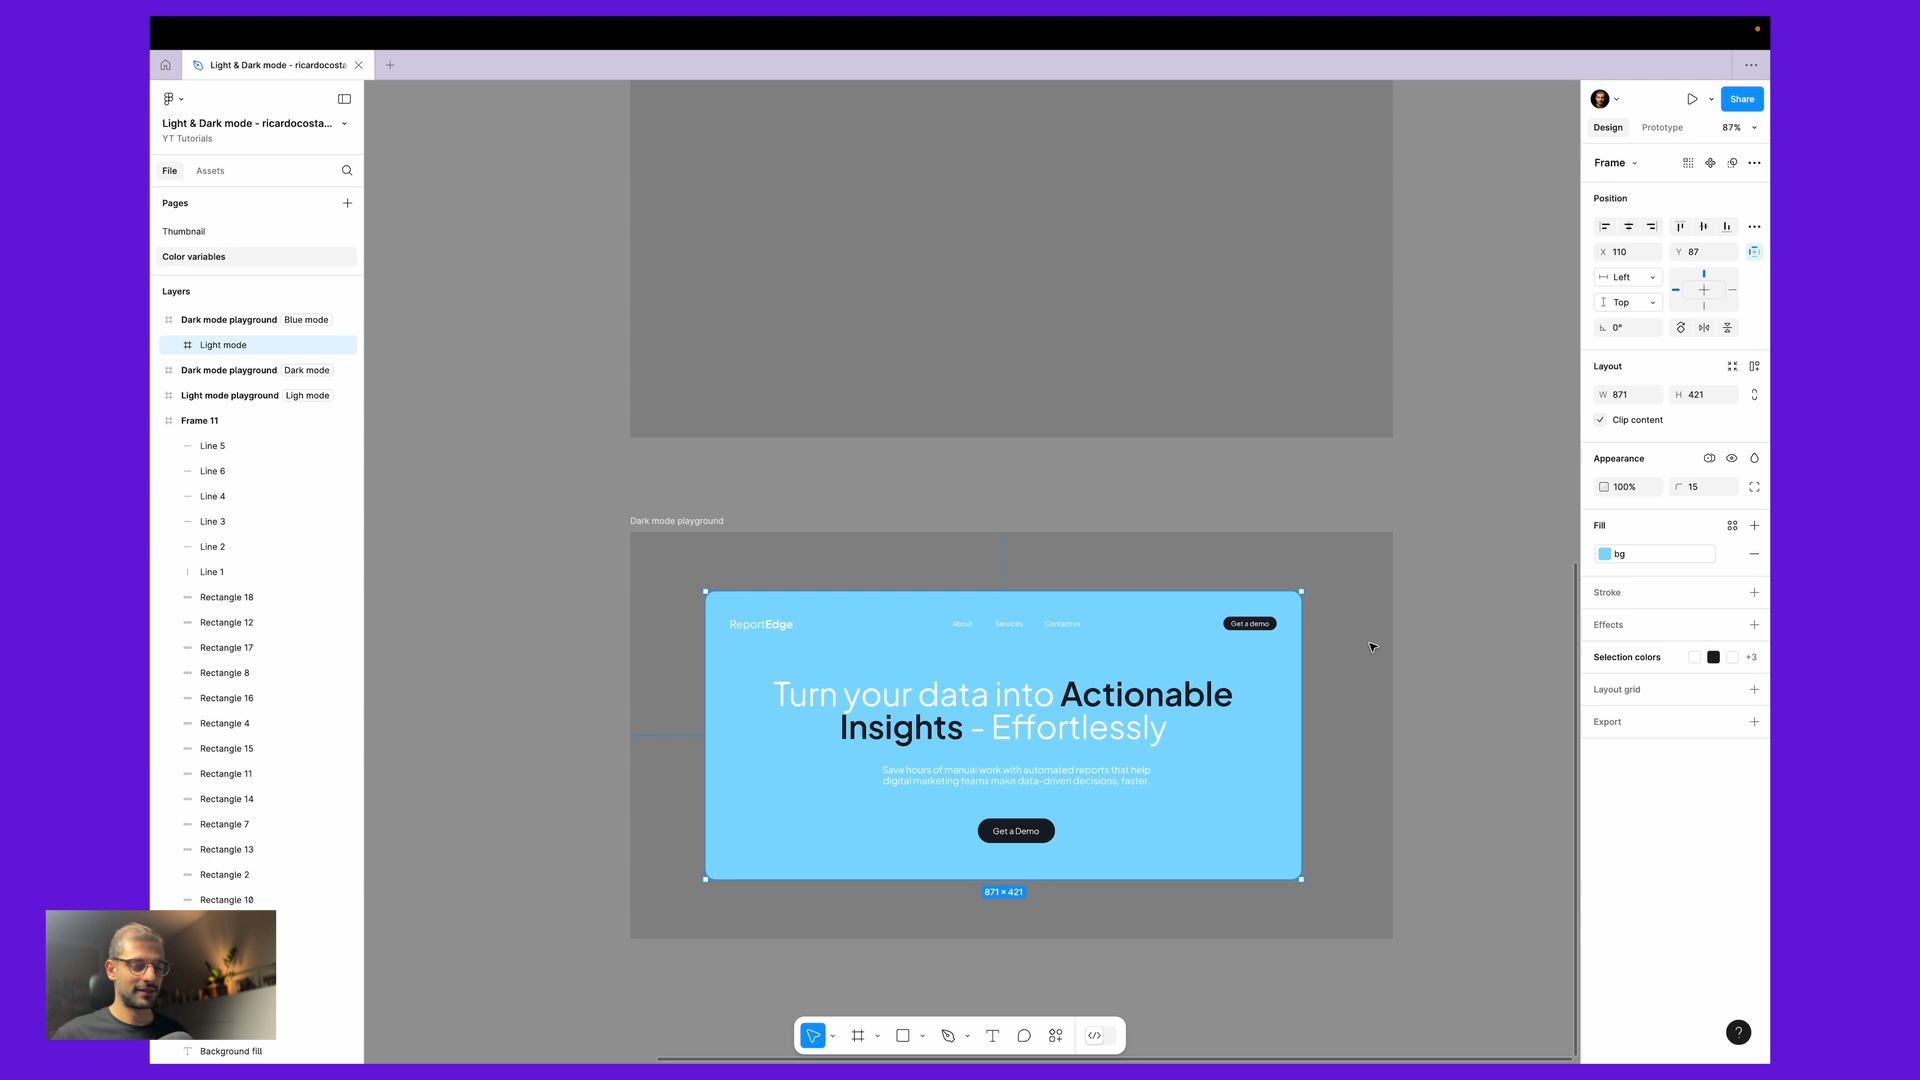 Light & Dark mode - ricardocosta
Light & Dark mode - ricardocosta...
YT Tutorials
File
Assets
Pages
Thumbnail
Color variables
Layers
Dark mode playground Blue mode
Light mode
Dark mode playground Dark mode
Light mode playground Ligh mode
Frame 11
Line 5
Line 6
Line 4
Line 3
Line 2
Line 1
Rectangle 18
Rectangle 12
Rectangle 17
Rectangle 8
Rectangle 16
Rectangle 4
Rectangle 15
Rectangle 11
Rectangle 14
Rectangle 7
Rectangle 13
Rectangle 2
Rectangle 10
Background fill
Dark mode playground
ReportEdge
About
Services
Contact us
Get a demo
Turn your data into Actionable
Insights - Effortlessly
Save hours of manual work with automated reports that help
digital marketing teams make data-driven decisions, faster.
Get a Demo
871 × 421
Share
Design
Prototype
87%
Frame
Position
X 110
Y 87
Left
Top
0°
Layout
W 871
H 421
Clip content
Appearance
100%
15
Fill
bg
Stroke
Effects
Selection colors
+3
Layout grid
Export
?